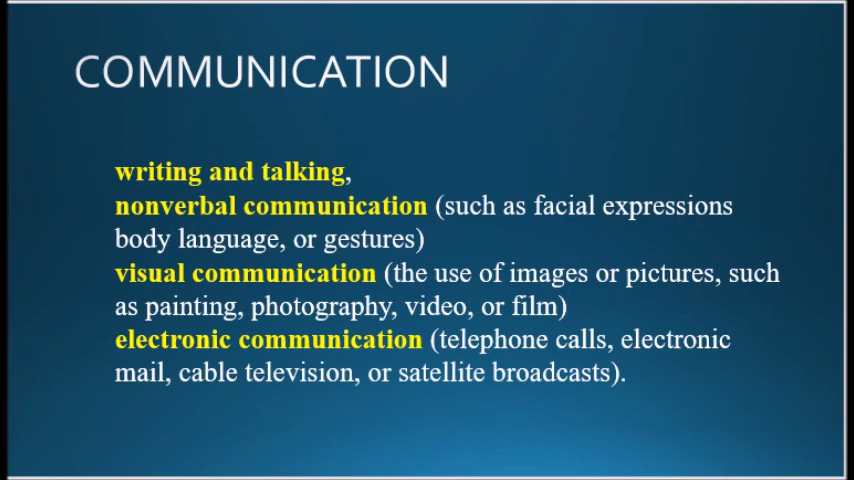 COMMUNICATION
writing and talking,
nonverbal communication (such as facial expressions
body language, or gestures)
visual communication (the use of images or pictures, such
as painting, photography, video, or film)
electronic communication (telephone calls, electronic
mail, cable television, or satellite broadcasts).